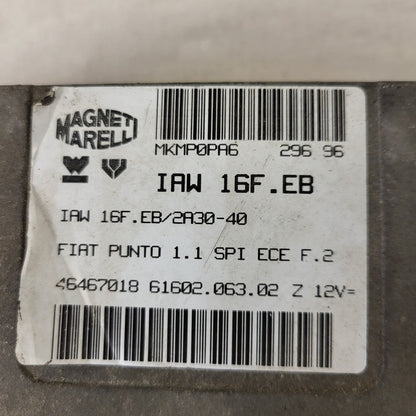 MAGNETI
MARELLI
MKMP0PA6 296 96
IAW 16F.EB
IAW 16F.EB/2A30-40
FIAT PUNTO 1.1 SPI ECE F.2
46467018 61602.063.02 Z 12V=